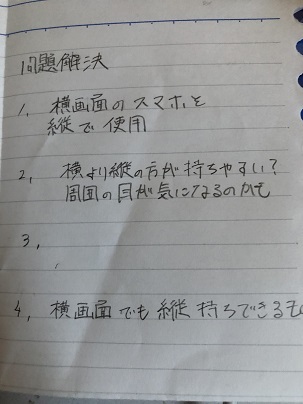 問題解決
1, 横画面のスマホを
縦で使用
2, 横より縦の方が持ちやすい?
周囲の目が気になるのかも
3,
4, 横画面でも縦持ちできるも